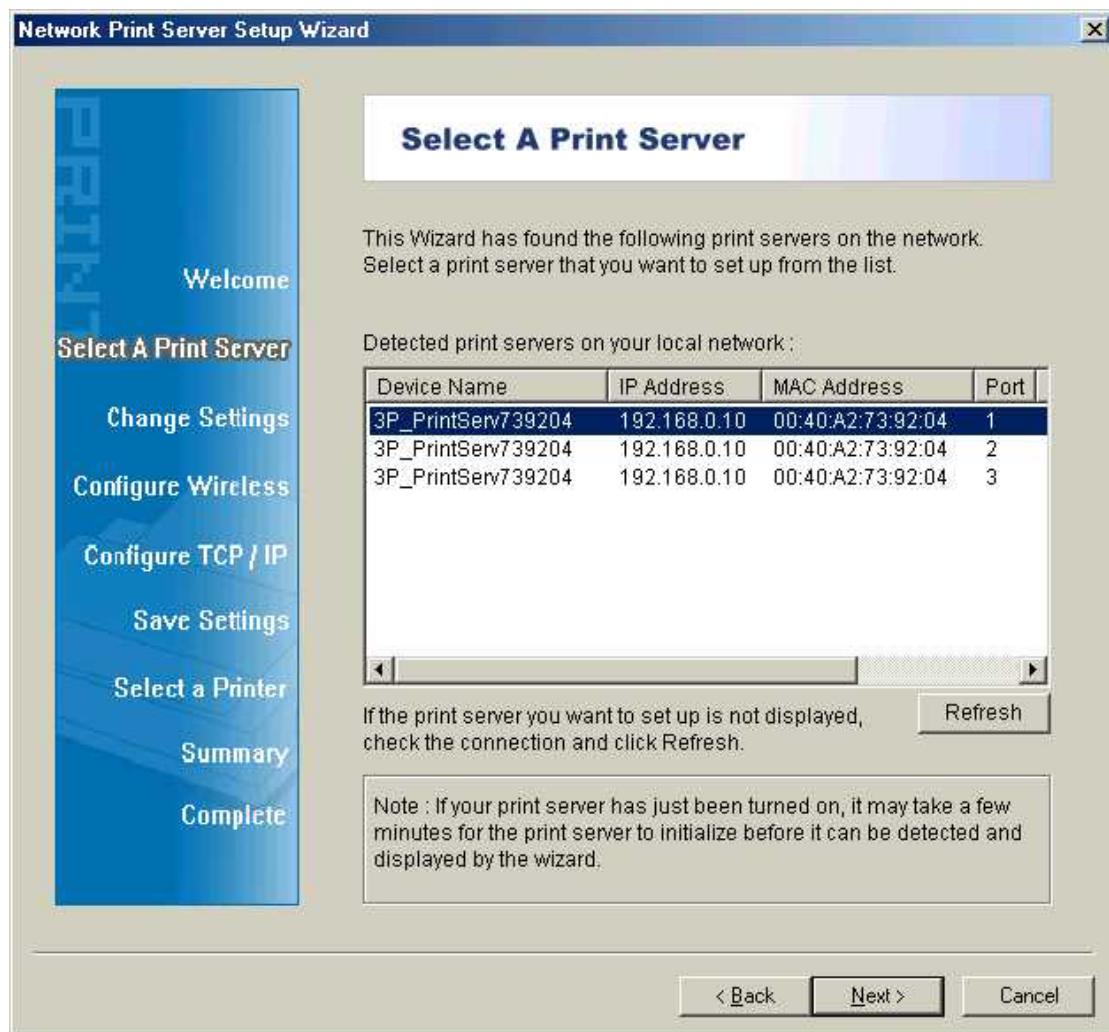 Network Print Server Setup Wizard
PRINT
Welcome
Select A Print Server
Change Settings
Configure Wireless
Configure TCP / IP
Save Settings
Select a Printer
Summary
Complete
Select A Print Server
This Wizard has found the following print servers on the network.
Select a print server that you want to set up from the list.
Detected print servers on your local network :
Device Name IP Address MAC Address Port
3P_PrintServ739204 192.168.0.10 00:40:A2:73:92:04 1
3P_PrintServ739204 192.168.0.10 00:40:A2:73:92:04 2
3P_PrintServ739204 192.168.0.10 00:40:A2:73:92:04 3
If the print server you want to set up is not displayed,
check the connection and click Refresh.
Refresh
Note : If your print server has just been turned on, it may take a few
minutes for the print server to initialize before it can be detected and
displayed by the wizard.
< Back Next > Cancel